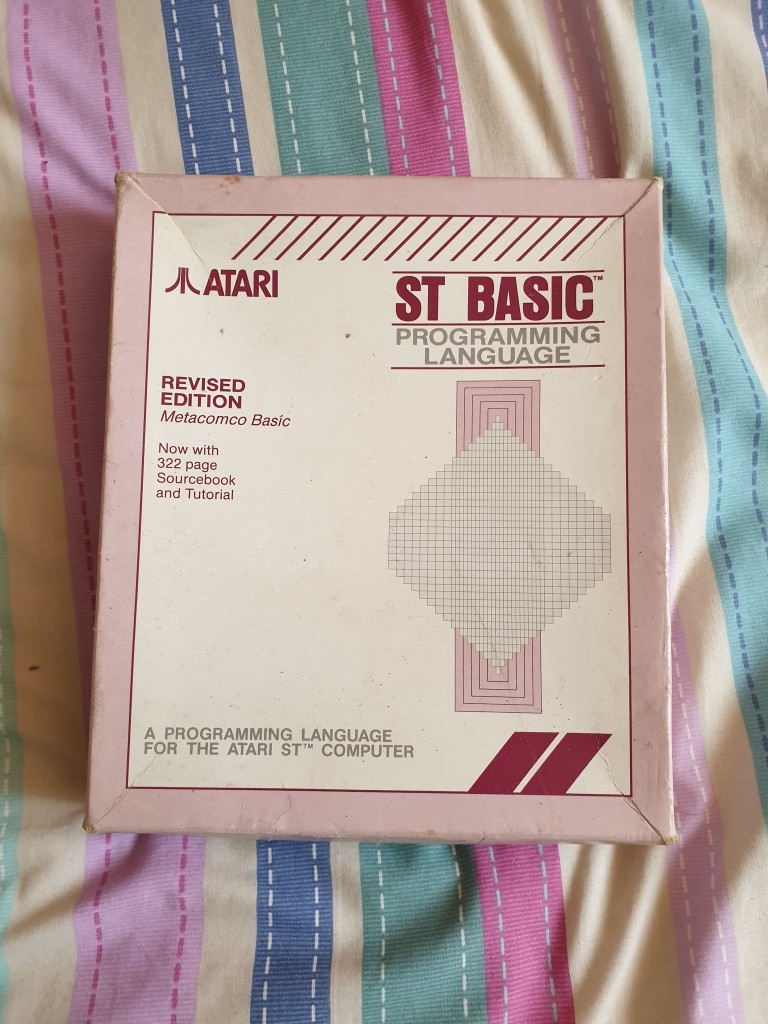 ATARI
ST BASIC™
PROGRAMMING
LANGUAGE
REVISED
EDITION
Metacomco Basic
Now with
322 page
Sourcebook
and Tutorial
A PROGRAMMING LANGUAGE
FOR THE ATARI ST™ COMPUTER